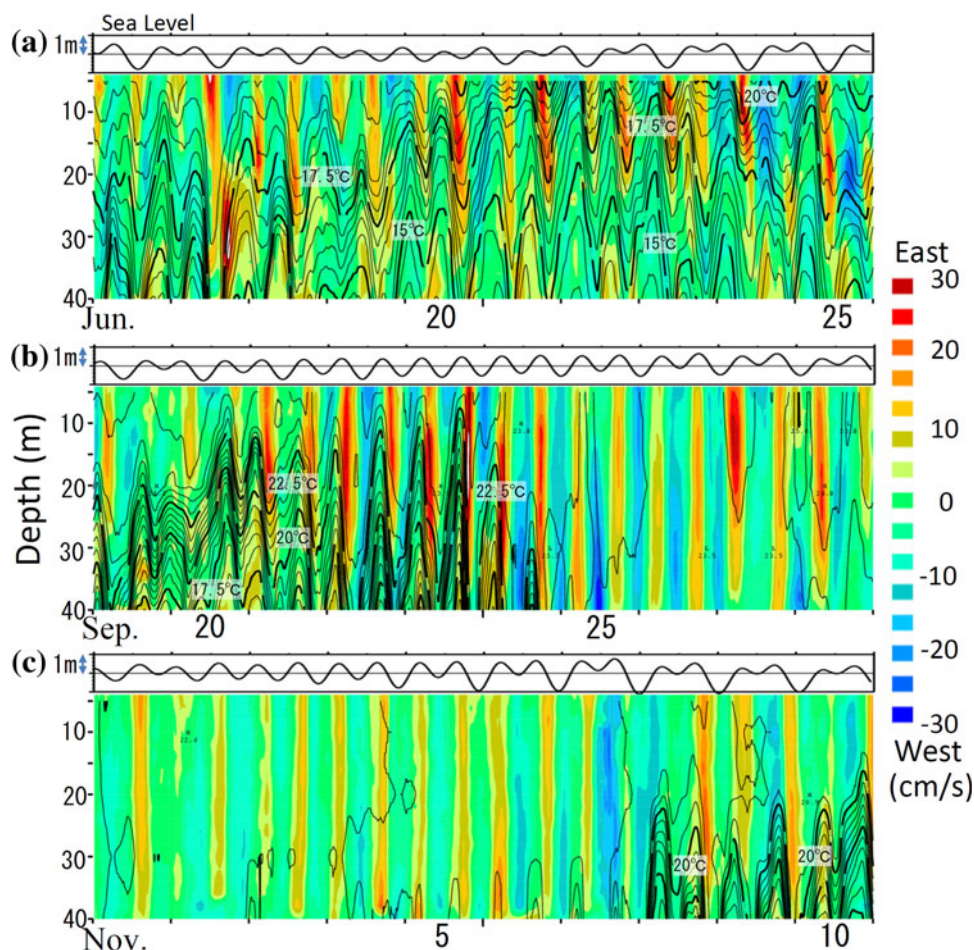 Sea Level
(a) 1m
10
20
30
40
17.5℃
15℃
17.5℃
20℃
15℃
Jun. 20 25
(b) 1m
Depth (m)
10
20
30
40
22.5℃
20℃
17.5℃
22.5℃
Sep. 20 25
(c) 1m
10
20
30
40
20℃
20℃
Nov. 5 10
East
30
20
10
0
-10
-20
-30
West
(cm/s)